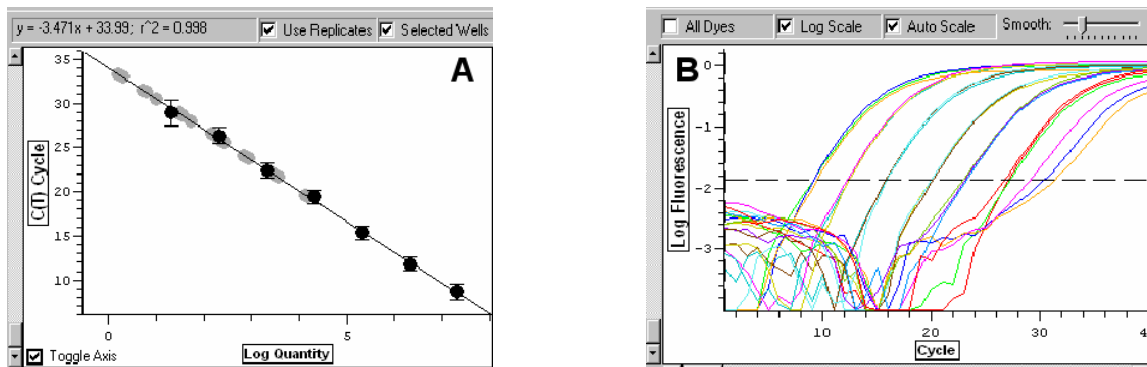 y = -3.471x + 33.99; r^2 = 0.998 Use Replicates Selected Wells
A
35
30
25
20
15
10
C(T) Cycle
0 5
Toggle Axis Log Quantity
All Dyes Log Scale Auto Scale Smooth:
B
0
-1
-2
-3
Log Fluorescence
10 20 30 4
Cycle